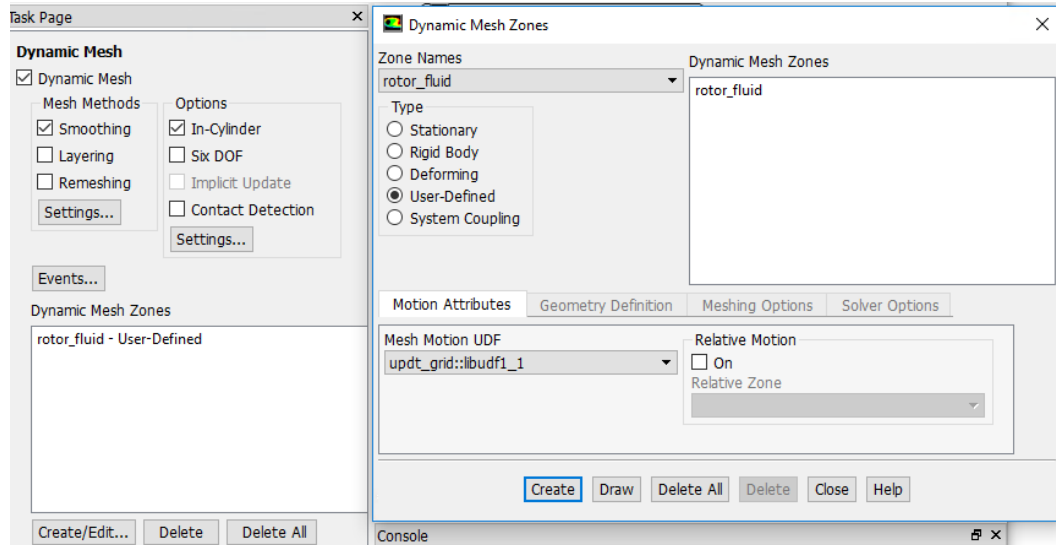 Task Page
Dynamic Mesh
Dynamic Mesh
Mesh Methods
Smoothing
Layering
Remeshing
Settings...
Options
In-Cylinder
Six DOF
Implicit Update
Contact Detection
Settings...
Events...
Dynamic Mesh Zones
rotor_fluid - User-Defined
Create/Edit...
Delete
Delete All
Dynamic Mesh Zones
Zone Names
rotor_fluid
Type
Stationary
Rigid Body
Deforming
User-Defined
System Coupling
Dynamic Mesh Zones
rotor_fluid
Motion Attributes
Geometry Definition
Meshing Options
Solver Options
Mesh Motion UDF
updt_grid::libudf1_1
Relative Motion
On
Relative Zone
Create
Draw
Delete All
Delete
Close
Help
Console